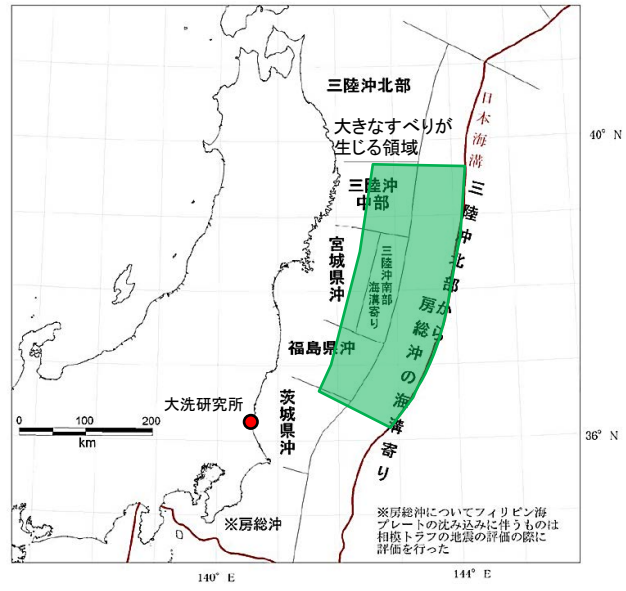 三陸沖北部
大きなすべりが
生じる領域
日本海溝
40° N
三陸沖
中部
三陸沖北部から
房総沖の海溝寄り
宮城県沖
三陸沖南部
海溝寄り
福島県沖
大洗研究所
茨城県沖
0 100 200
km
36° N
※房総沖
※房総沖についてフィリピン海
プレートの沈み込みに伴うものは
相模トラフの地震の評価の際に
評価を行った
140° E
144° E